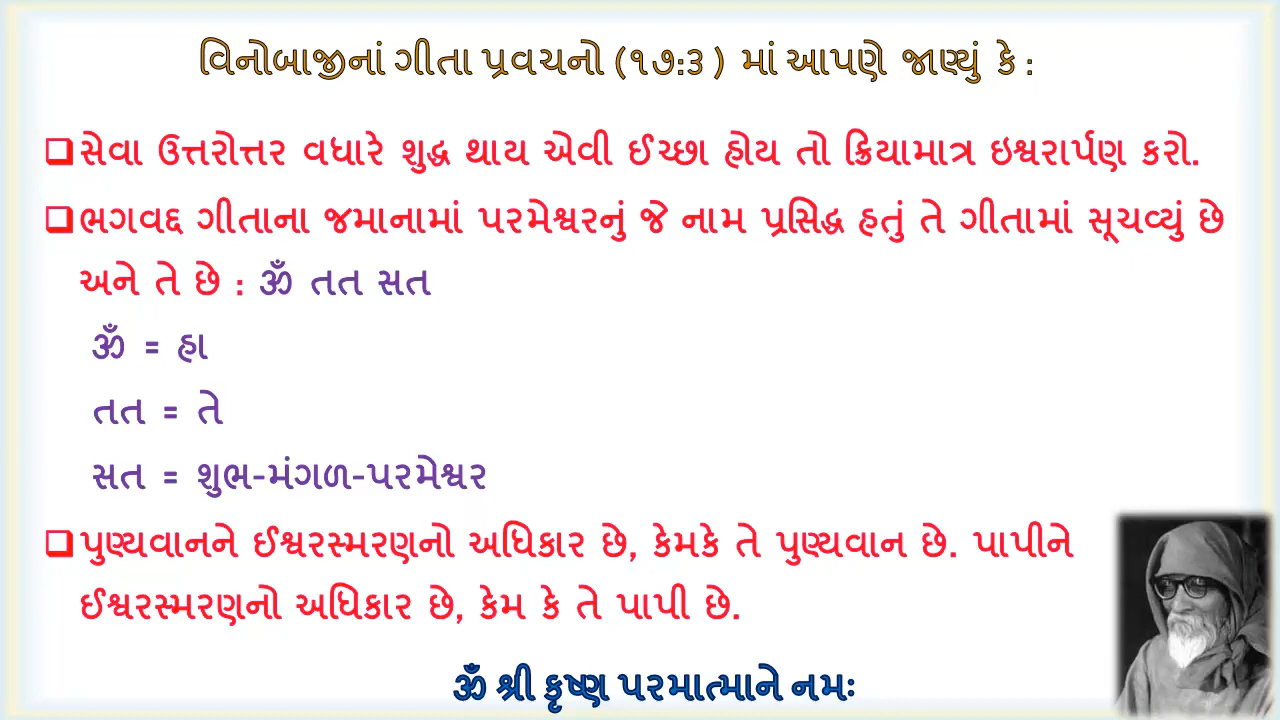 વિનોબાજીનાં ગીતા પ્રવચનો (૧૭:૩ ) માં આપણે જાણ્યું કે :
સેવા ઉત્તરોત્તર વધારે શુદ્ધ થાય એવી ઈચ્છા હોય તો ક્રિયામાત્ર ઇશ્વરાર્પણ કરો.
ભગવદ્દ ગીતાના જમાનામાં પરમેશ્વરનું જે નામ પ્રસિદ્ધ હતું તે ગીતામાં સૂચવ્યું છે
અને તે છે : ૐ તત સત
ૐ = હા
તત = તે
સત = શુભ-મંગળ-પરમેશ્વર
પુણ્યવાનને ઈશ્વરસ્મરણનો અધિકાર છે, કેમકે તે પુણ્યવાન છે. પાપીને
ઈશ્વરસ્મરણનો અધિકાર છે, કેમ કે તે પાપી છે.
ૐ શ્રી કૃષ્ણ પરમાત્માને નમઃ